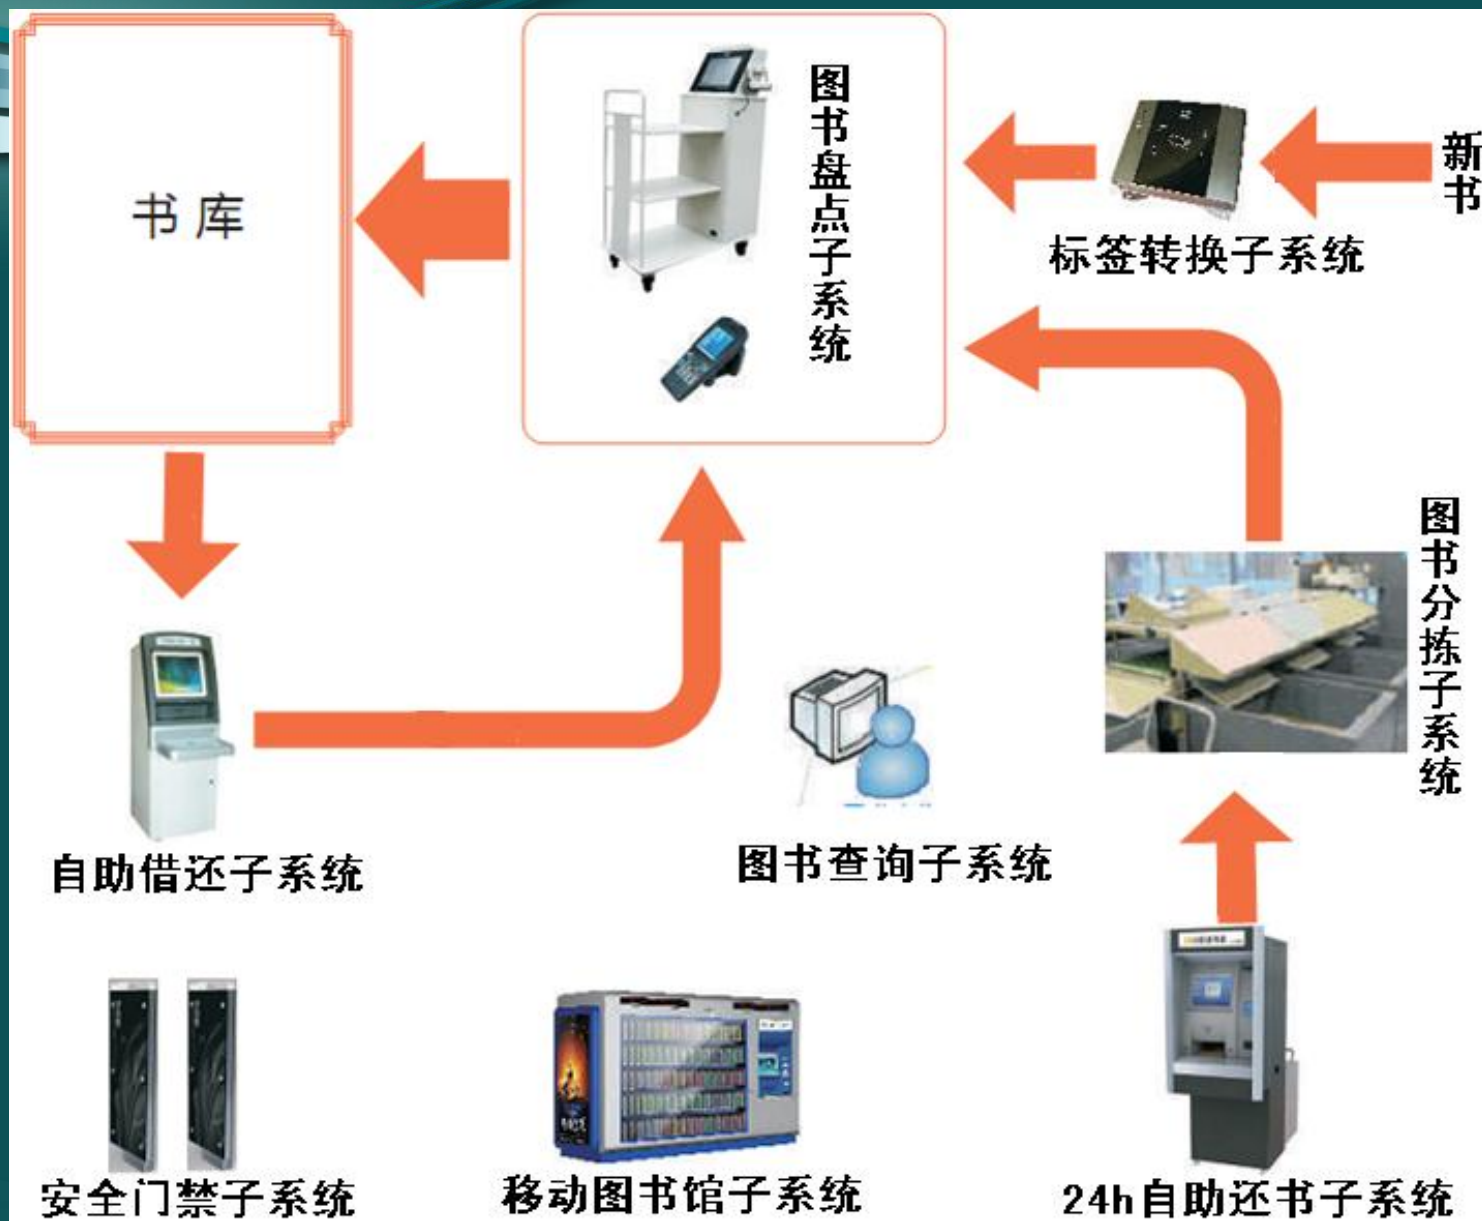 书库
图书盘点子系统
新书
标签转换子系统
图书分拣子系统
自助借还子系统
图书查询子系统
安全门禁子系统
移动图书馆子系统
24h自助还书子系统